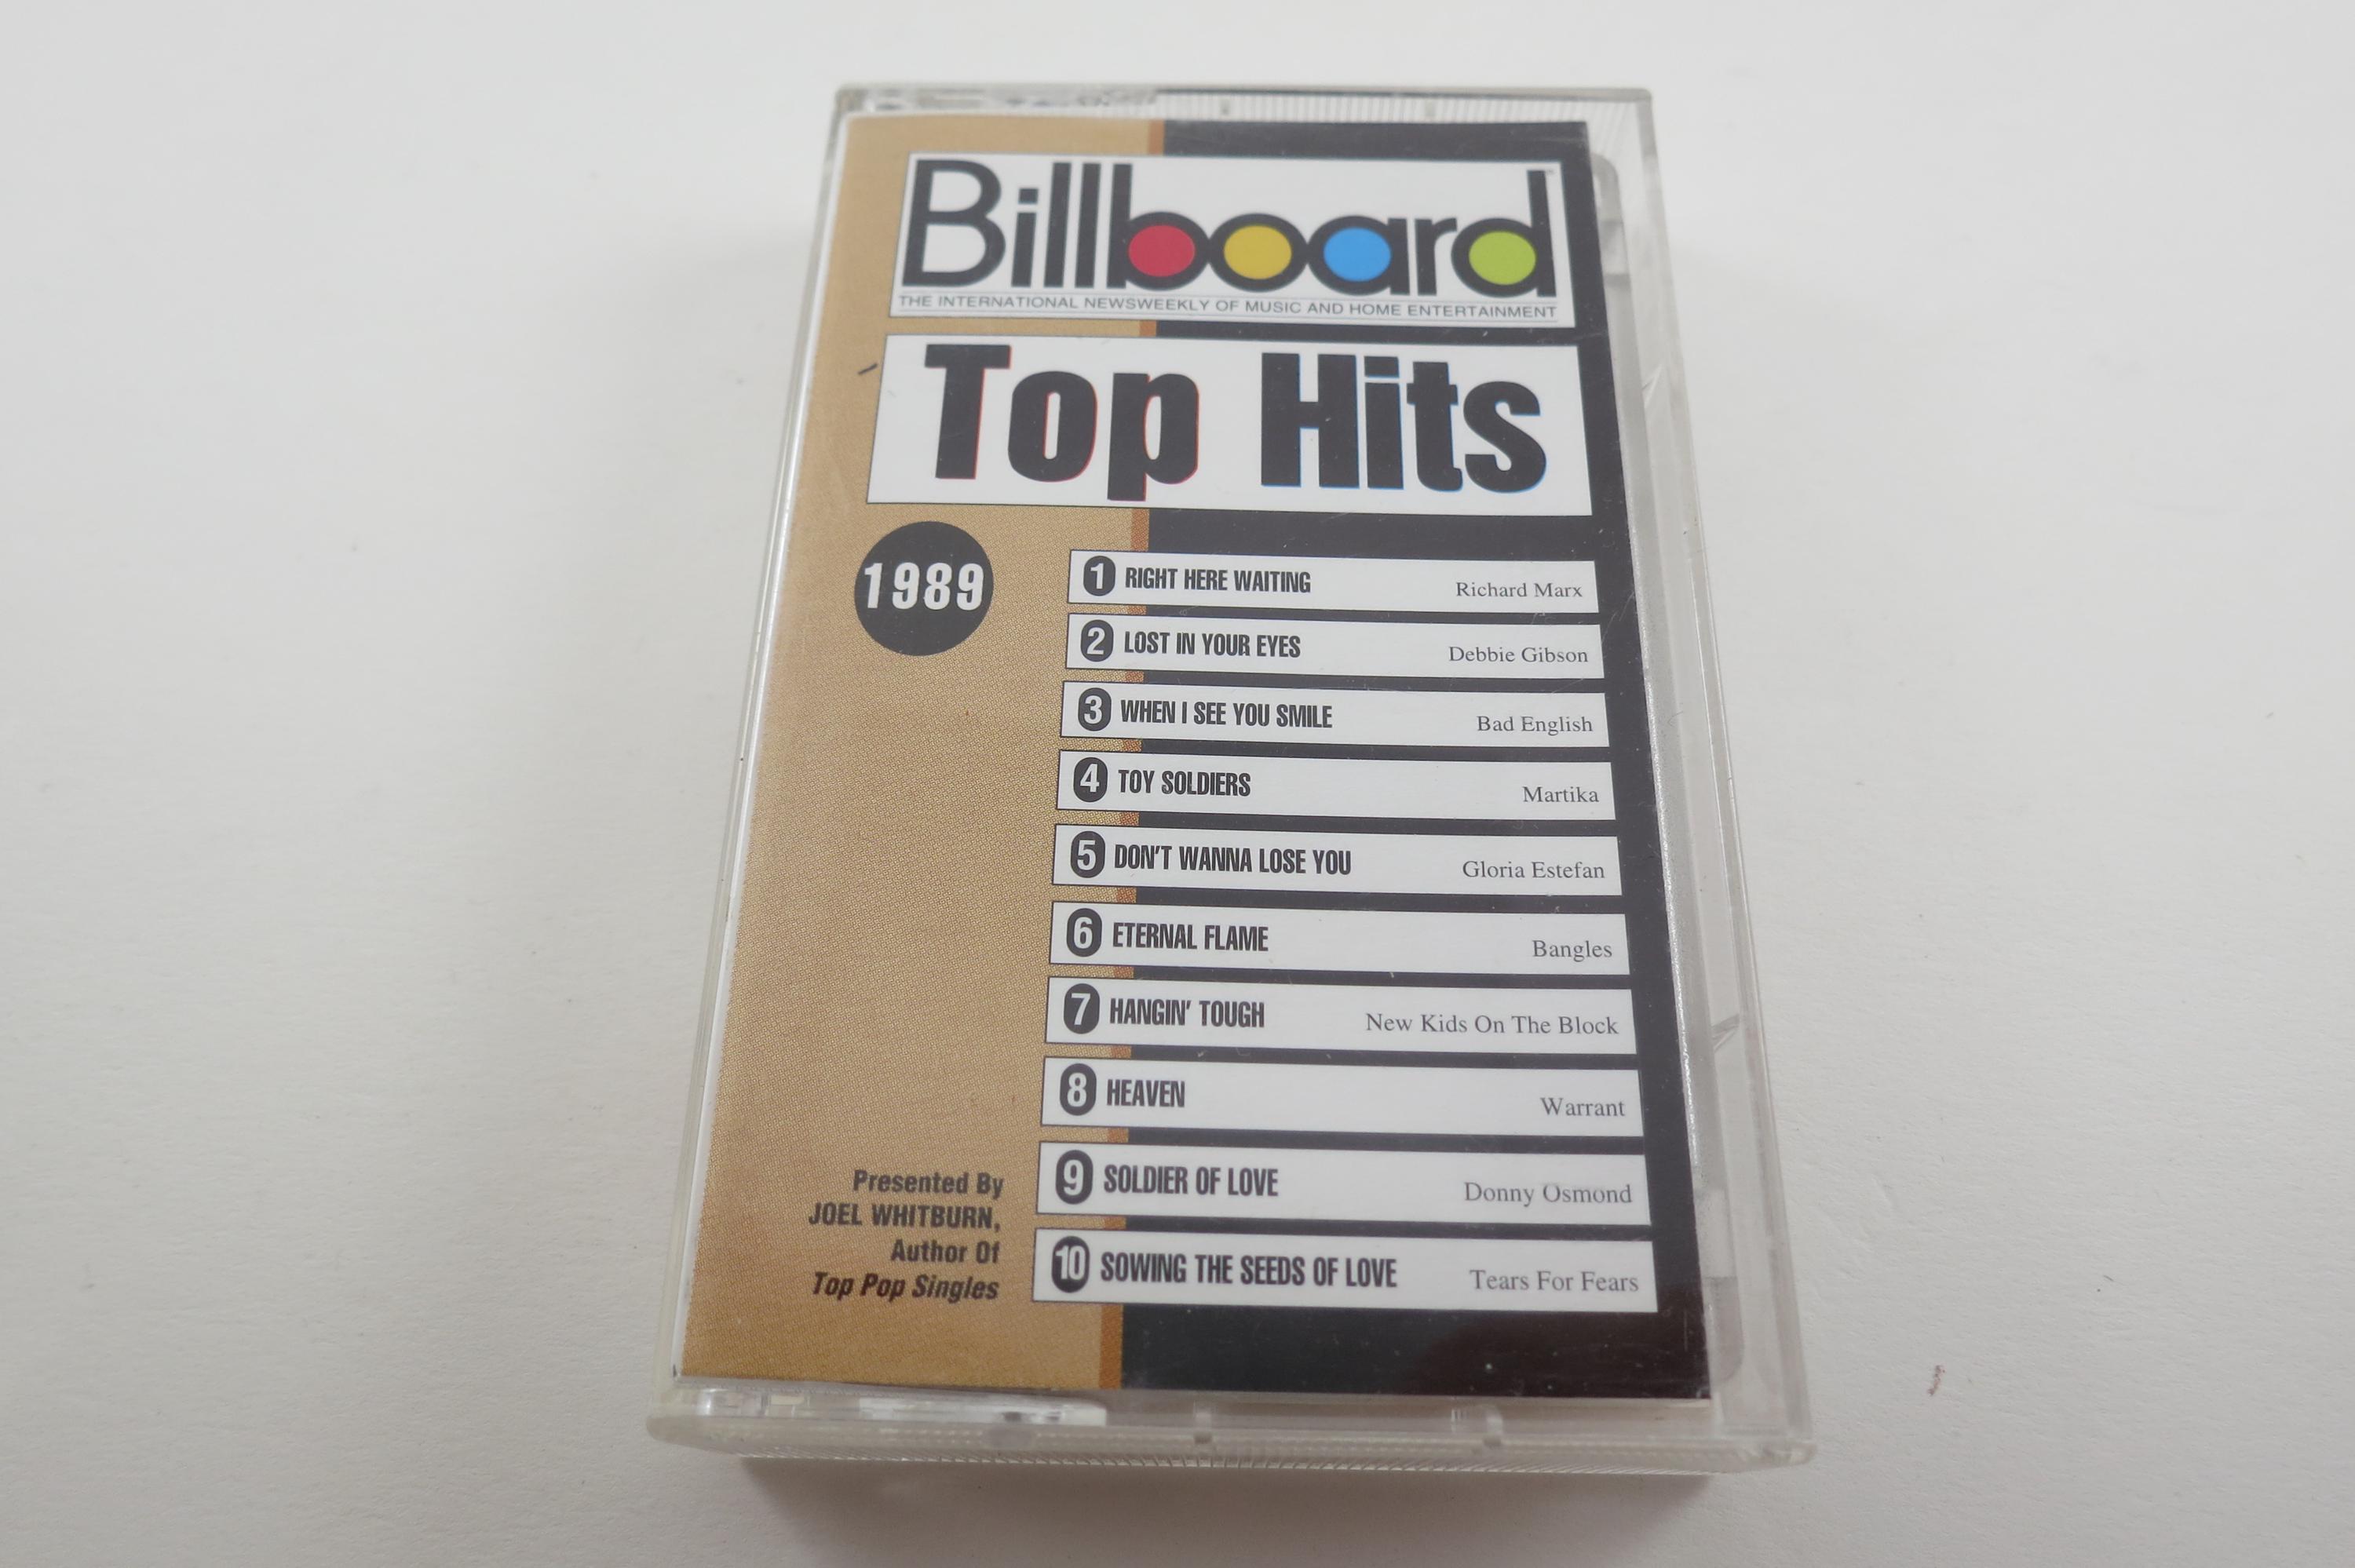 Billboard
THE INTERNATIONAL NEWSWEEKLY OF MUSIC AND HOME ENTERTAINMENT
Top Hits
1989
1 RIGHT HERE WAITING Richard Marx
2 LOST IN YOUR EYES Debbie Gibson
3 WHEN I SEE YOU SMILE Bad English
4 TOY SOLDIERS Martika
5 DON'T WANNA LOSE YOU Gloria Estefan
6 ETERNAL FLAME Bangles
7 HANGIN' TOUGH New Kids On The Block
8 HEAVEN Warrant
9 SOLDIER OF LOVE Donny Osmond
10 SOWING THE SEEDS OF LOVE Tears For Fears
Presented By
JOEL WHITBURN,
Author Of
Top Pop Singles